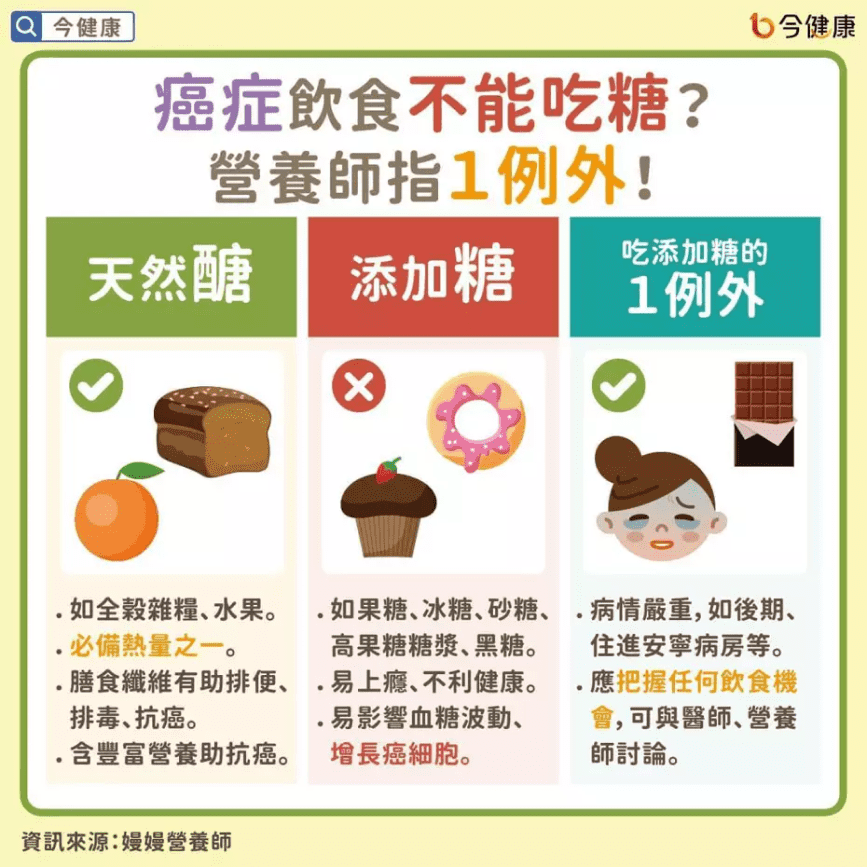 今健康
今健康
癌症飲食不能吃糖？
營養師指１例外！
天然醣
．如全穀雜糧、水果。
．必備熱量之一。
．膳食纖維有助排便、
排毒、抗癌。
．含豐富營養助抗癌。
添加糖
．如果糖、冰糖、砂糖、
高果糖糖漿、黑糖。
．易上癮、不利健康。
．易影響血糖波動、
增長癌細胞。
吃添加糖的
１例外
．病情嚴重，如後期、
住進安寧病房等。
．應把握任何飲食機
會，可與醫師、營養
師討論。
資訊來源：嫚嫚營養師